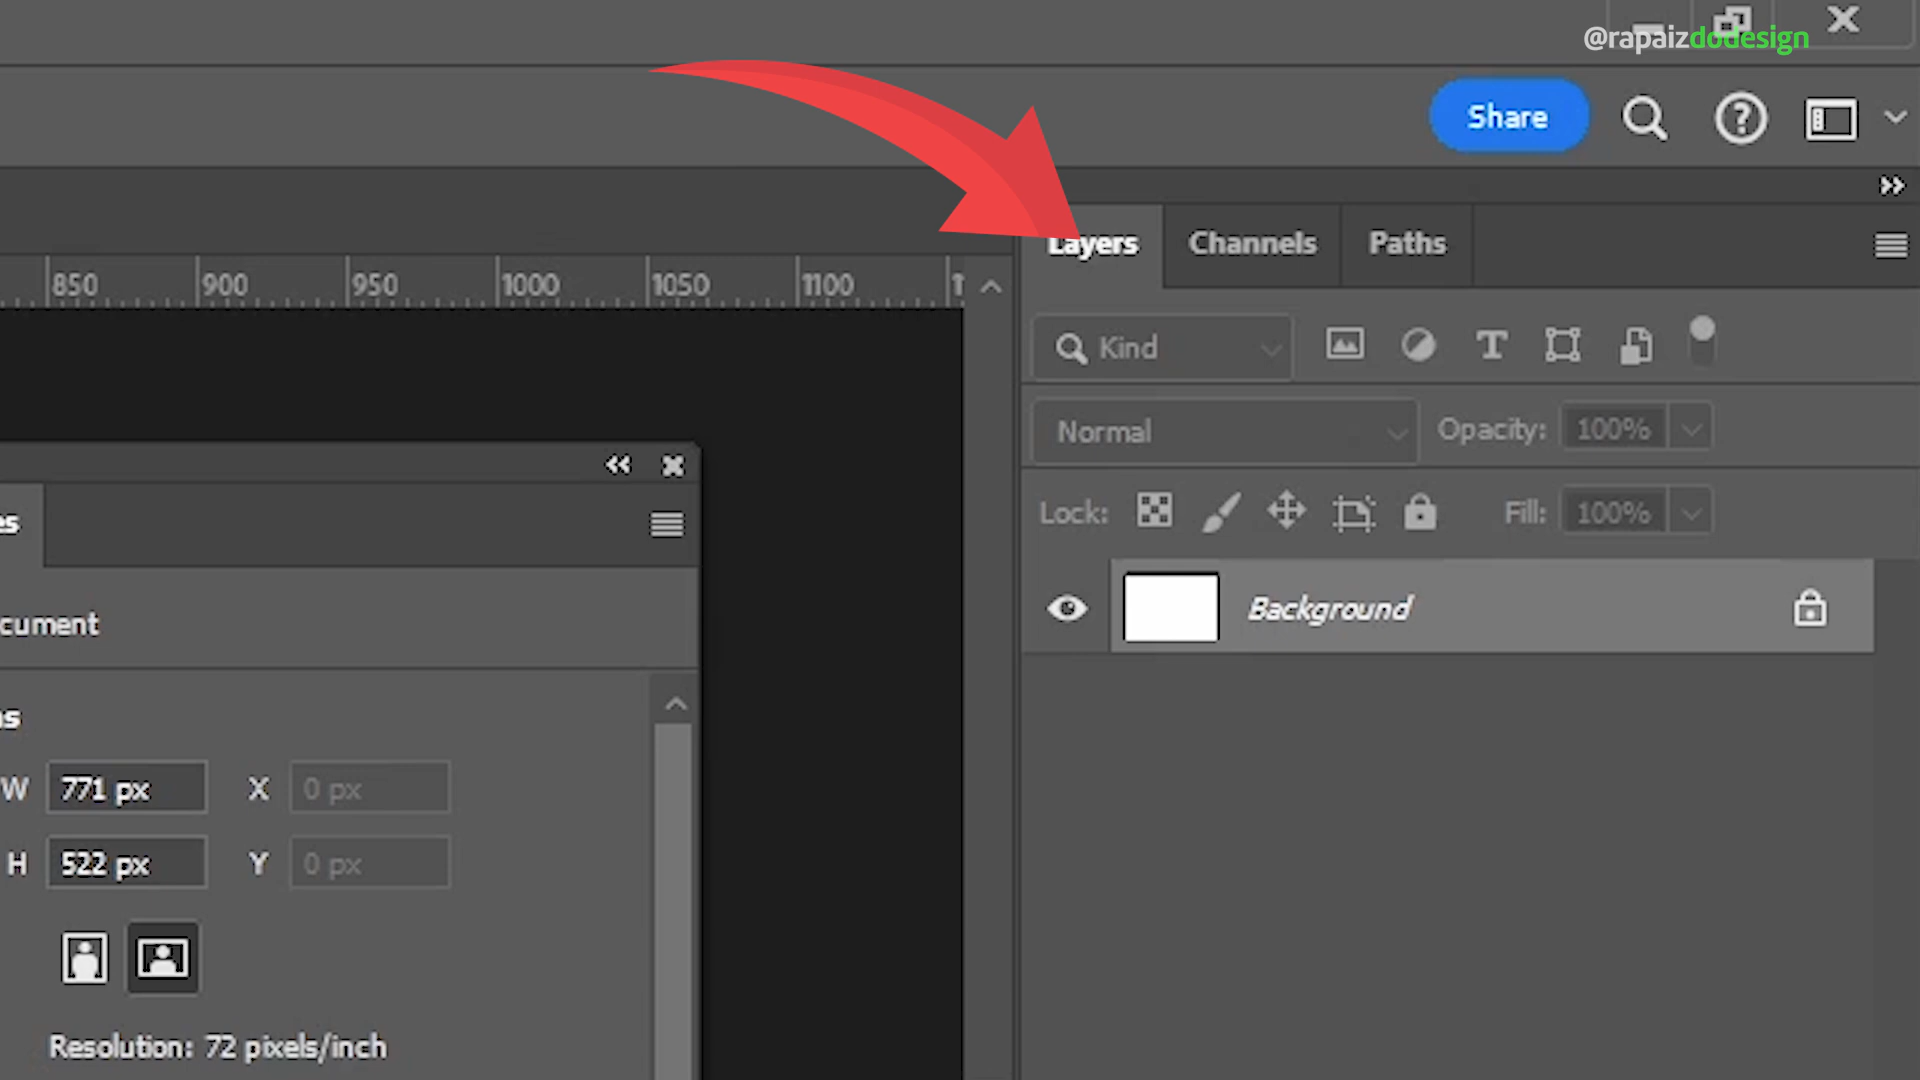 @rapaizdodesign
Share
Layers Channels Paths
850 900 950 1000 1050 1100
Kind
Normal Opacity: 100%
Lock: Fill: 100%
Background
cument
W 771 px X 0 px
H 522 px Y 0 px
Resolution: 72 pixels/inch